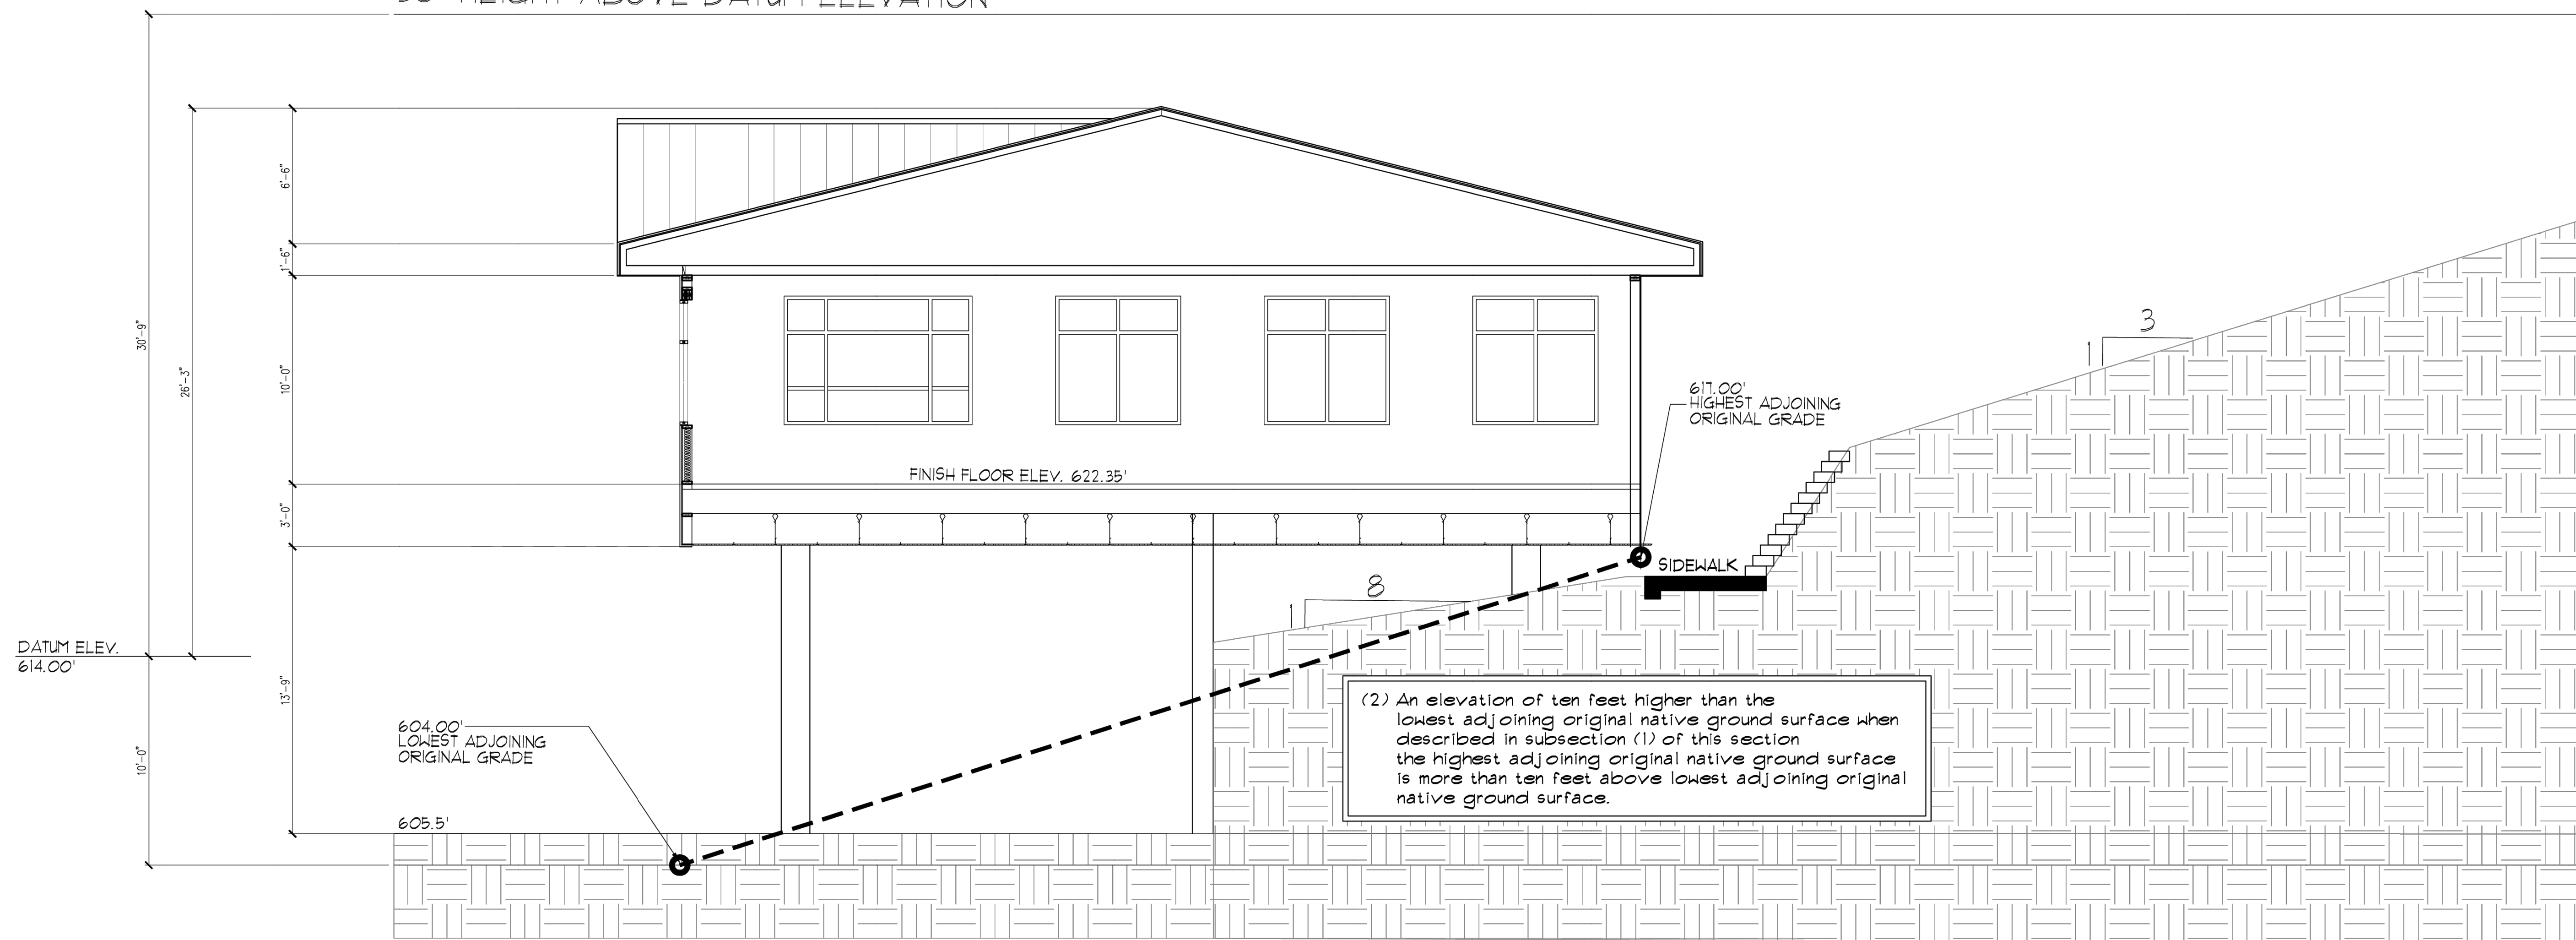 HEIGHT ABOVE DATUM ELEVATION
6'-6"
1'-6"
30'-9"
26'-3"
10'-0"
3
617.00'
HIGHEST ADJOINING
ORIGINAL GRADE
FINISH FLOOR ELEV. 622.35'
3'-0"
SIDEWALK
8
1
1
DATUM ELEV.
614.00'
13'-9"
(2) An elevation of ten feet higher than the
lowest adjoining original native ground surface when
described in subsection (1) of this section
the highest adjoining original native ground surface
is more than ten feet above lowest adjoining original
native ground surface.
604.00'
LOWEST ADJOINING
ORIGINAL GRADE
10'-0"
605.5'